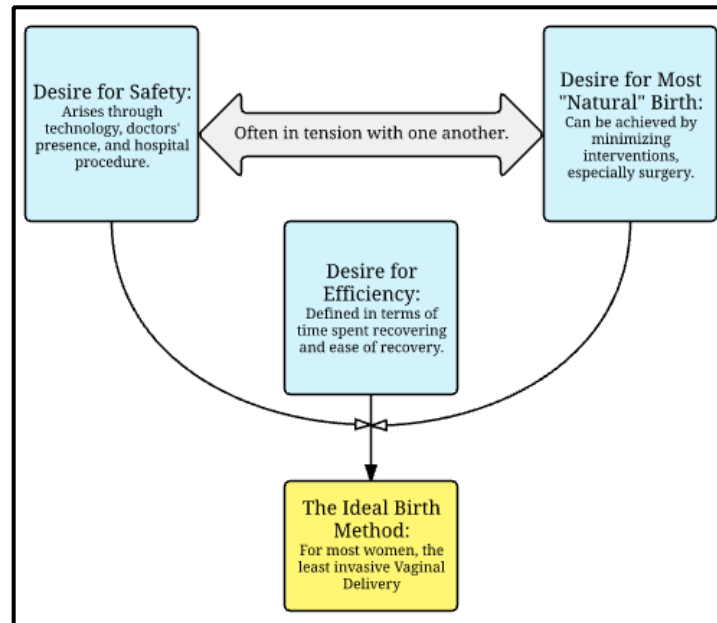 Desire for Safety:
Arises through
technology, doctors'
presence, and hospital
procedure.
Often in tension with one another.
Desire for Most
"Natural" Birth:
Can be achieved by
minimizing
interventions,
especially surgery.
Desire for
Efficiency:
Defined in terms of
time spent recovering
and ease of recovery.
The Ideal Birth
Method:
For most women, the
least invasive Vaginal
Delivery